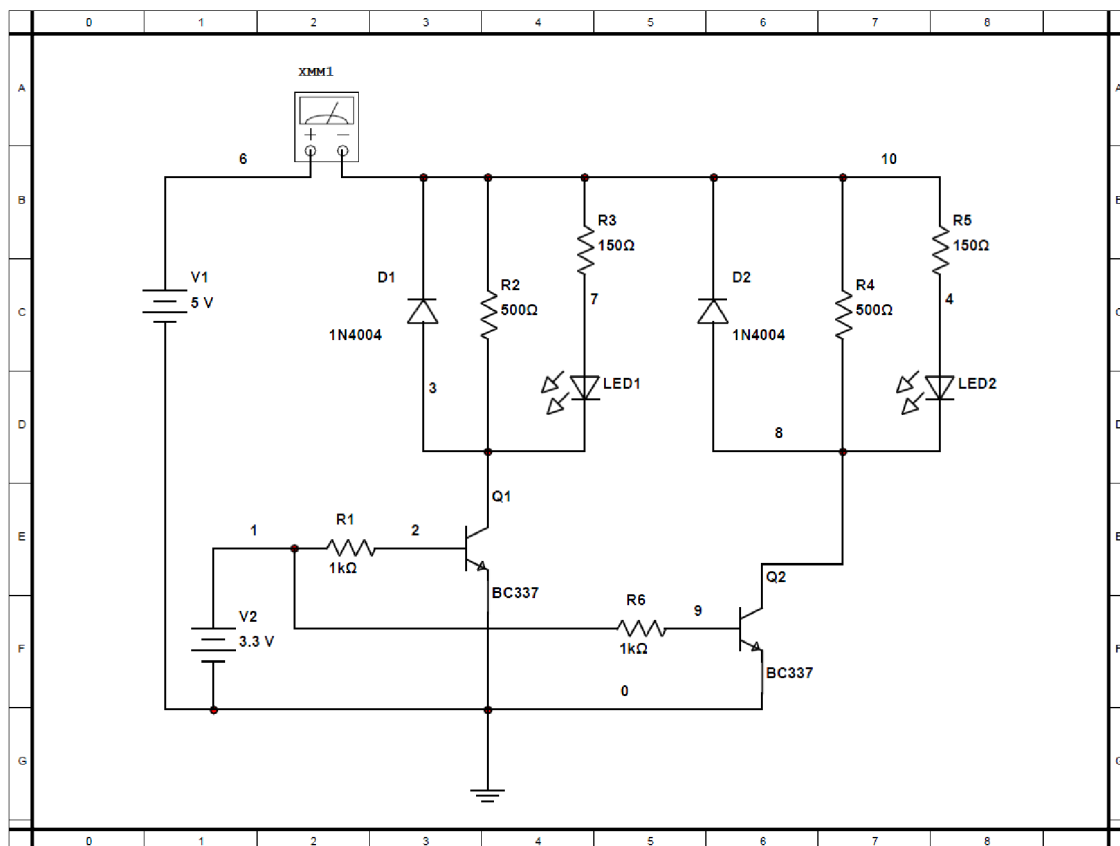 0 1 2 3 4 5 6 7 8
XMM1
A A
+ −
6 10
B B
R3
150Ω
R5
150Ω
V1
5 V
D1
R2
500Ω
D2
R4
500Ω
7 4
C C
1N4004 1N4004
3
LED1 LED2
D D
8
Q1
1
R1
2
E E
1kΩ
BC337
Q2
V2
3.3 V
R6
9
1kΩ
F F
BC337
0
G G
0 1 2 3 4 5 6 7 8